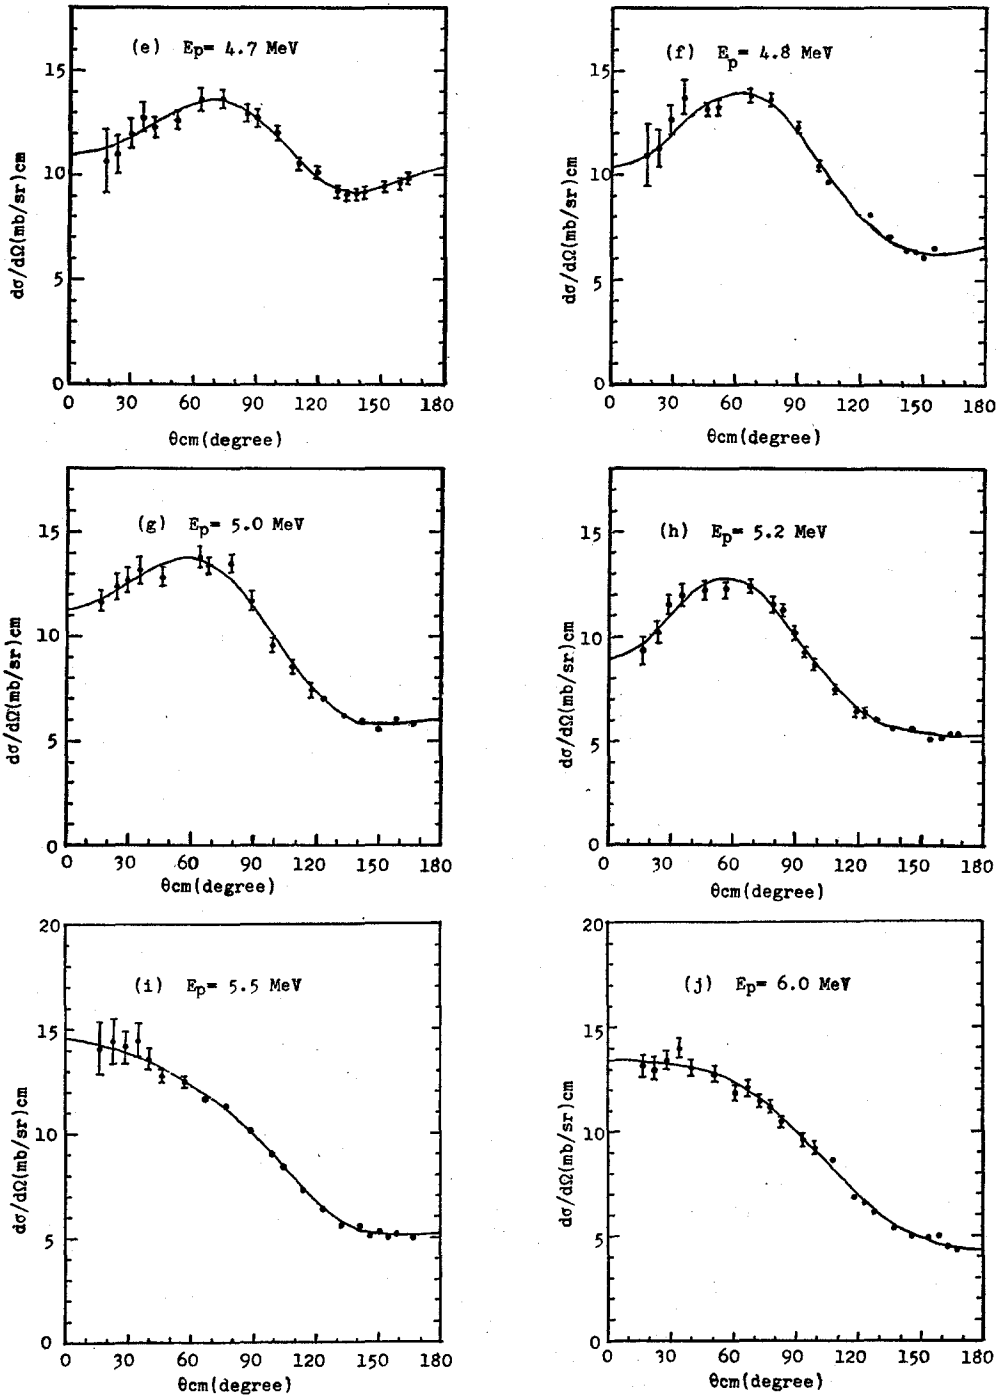 (e) Ep= 4.7 MeV
15
10
5
0
dσ/dΩ(mb/sr)cm
0 30 60 90 120 150 180
θcm(degree)
(f) Ep= 4.8 MeV
15
10
5
0
dσ/dΩ(mb/sr)cm
0 30 60 90 120 150 180
θcm(degree)
(g) Ep= 5.0 MeV
15
10
5
0
dσ/dΩ(mb/sr)cm
0 30 60 90 120 150 180
θcm(degree)
(h) Ep= 5.2 MeV
15
10
5
0
dσ/dΩ(mb/sr)cm
0 30 60 90 120 150 180
θcm(degree)
20
(i) Ep= 5.5 MeV
15
10
5
0
dσ/dΩ(mb/sr)cm
0 30 60 90 120 150 180
θcm(degree)
20
(j) Ep= 6.0 MeV
15
10
5
0
dσ/dΩ(mb/sr)cm
0 30 60 90 120 150 180
θcm(degree)